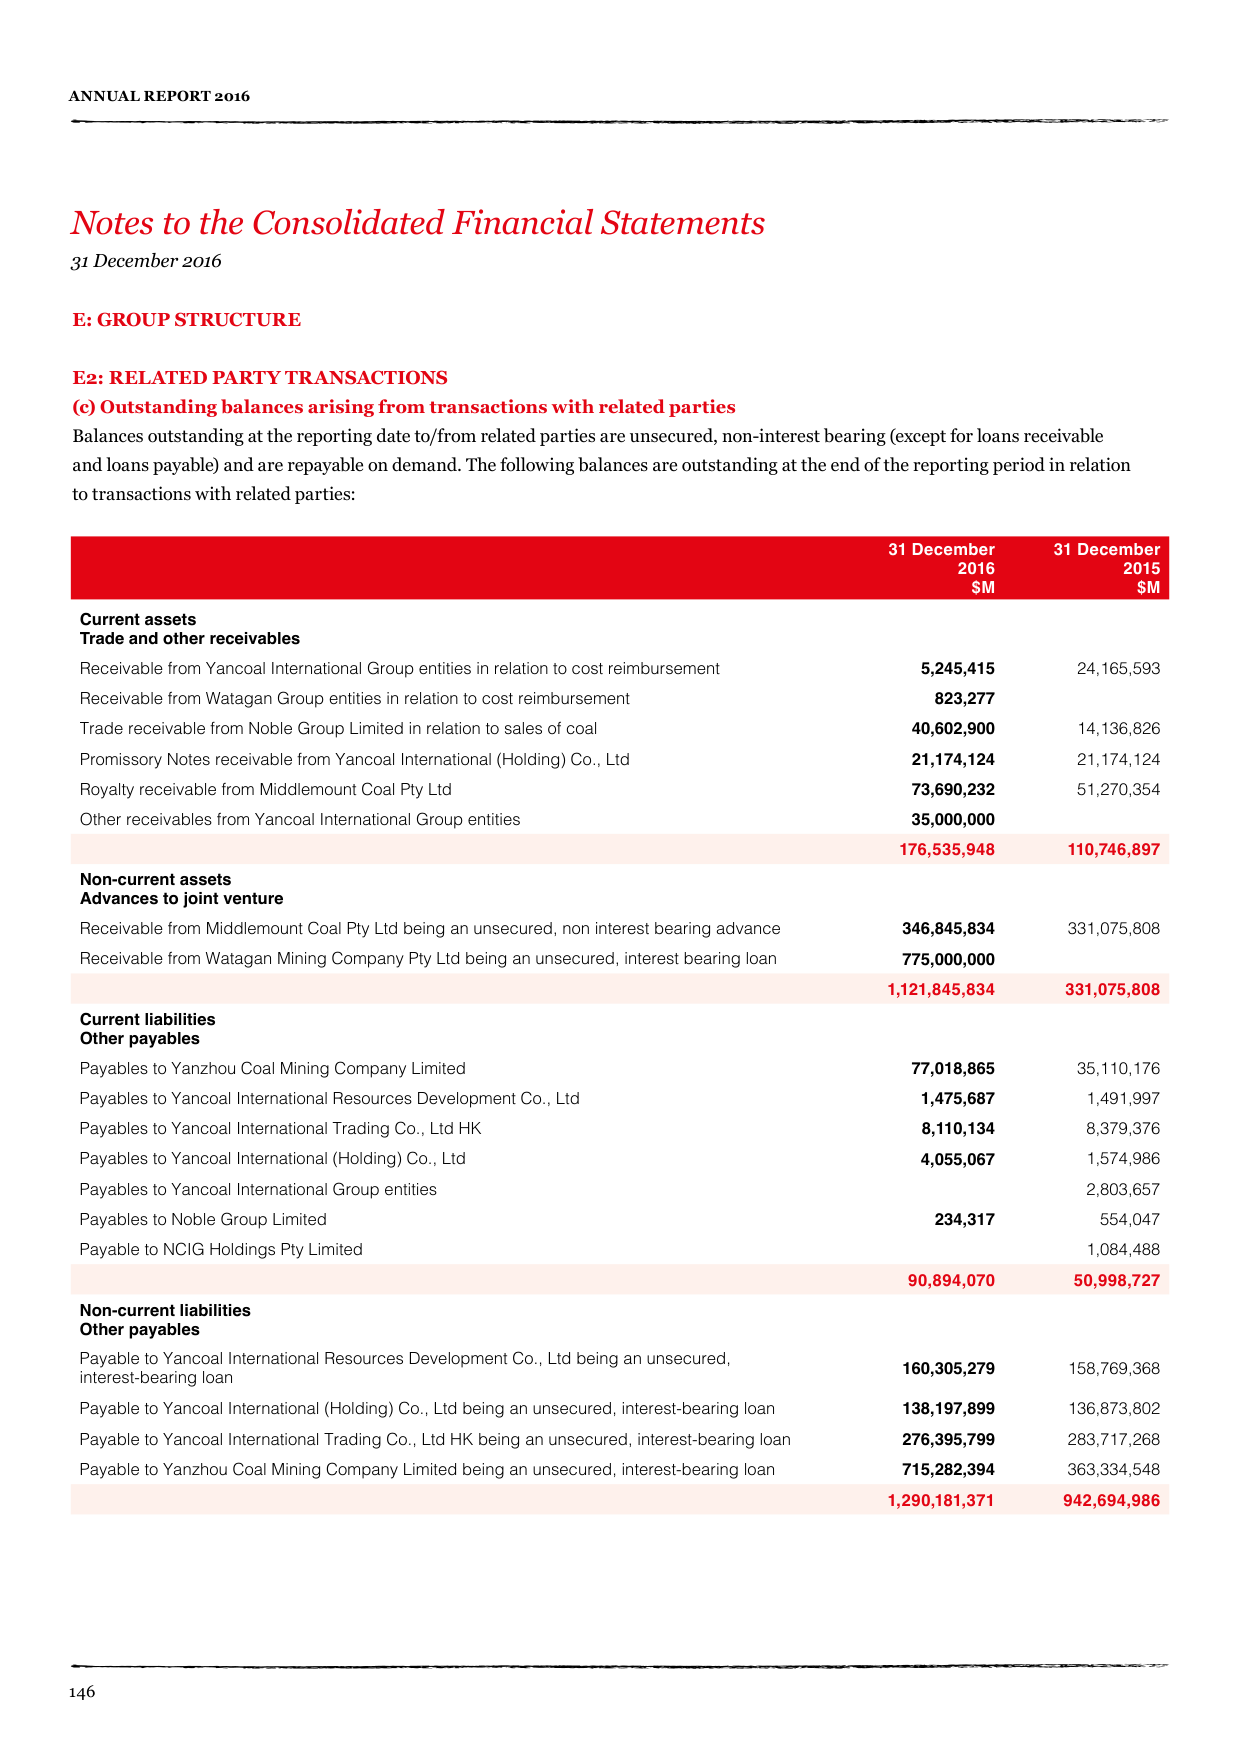 ANNUAL REPORT 2016
Notes to the Consolidated Financial Statements
31 December 2016
E: GROUP STRUCTURE
E2: RELATED PARTY TRANSACTIONS
(c) Outstanding balances arising from transactions with related parties
Balances outstanding at the reporting date to/from related parties are unsecured, non-interest bearing (except for loans receivable
and loans payable) and are repayable on demand. The following balances are outstanding at the end of the reporting period in relation
to transactions with related parties:
31 December 31 December
2016 2015
$M $M
Current assets
Trade and other receivables
Receivable from Yancoal International Group entities in relation to cost reimbursement 5,245,415 24,165,593
Receivable from Watagan Group entities in relation to cost reimbursement 823,277
Trade receivable from Noble Group Limited in relation to sales of coal 40,602,900 14,136,826
Promissory Notes receivable from Yancoal International (Holding) Co., Ltd 21,174,124 21,174,124
Royalty receivable from Middlemount Coal Pty Ltd 73,690,232 51,270,354
Other receivables from Yancoal International Group entities 35,000,000
176,535,948 110,746,897
Non-current assets
Advances to joint venture
Receivable from Middlemount Coal Pty Ltd being an unsecured, non interest bearing advance 346,845,834 331,075,808
Receivable from Watagan Mining Company Pty Ltd being an unsecured, interest bearing loan 775,000,000
1,121,845,834 331,075,808
Current liabilities
Other payables
Payables to Yanzhou Coal Mining Company Limited 77,018,865 35,110,176
Payables to Yancoal International Resources Development Co., Ltd 1,475,687 1,491,997
Payables to Yancoal International Trading Co., Ltd HK 8,110,134 8,379,376
Payables to Yancoal International (Holding) Co., Ltd 4,055,067 1,574,986
Payables to Yancoal International Group entities 2,803,657
Payables to Noble Group Limited 234,317 554,047
Payable to NCIG Holdings Pty Limited 1,084,488
90,894,070 50,998,727
Non-current liabilities
Other payables
Payable to Yancoal International Resources Development Co., Ltd being an unsecured,
interest-bearing loan 160,305,279 158,769,368
Payable to Yancoal International (Holding) Co., Ltd being an unsecured, interest-bearing loan 138,197,899 136,873,802
Payable to Yancoal International Trading Co., Ltd HK being an unsecured, interest-bearing loan 276,395,799 283,717,268
Payable to Yanzhou Coal Mining Company Limited being an unsecured, interest-bearing loan 715,282,394 363,334,548
1,290,181,371 942,694,986
146